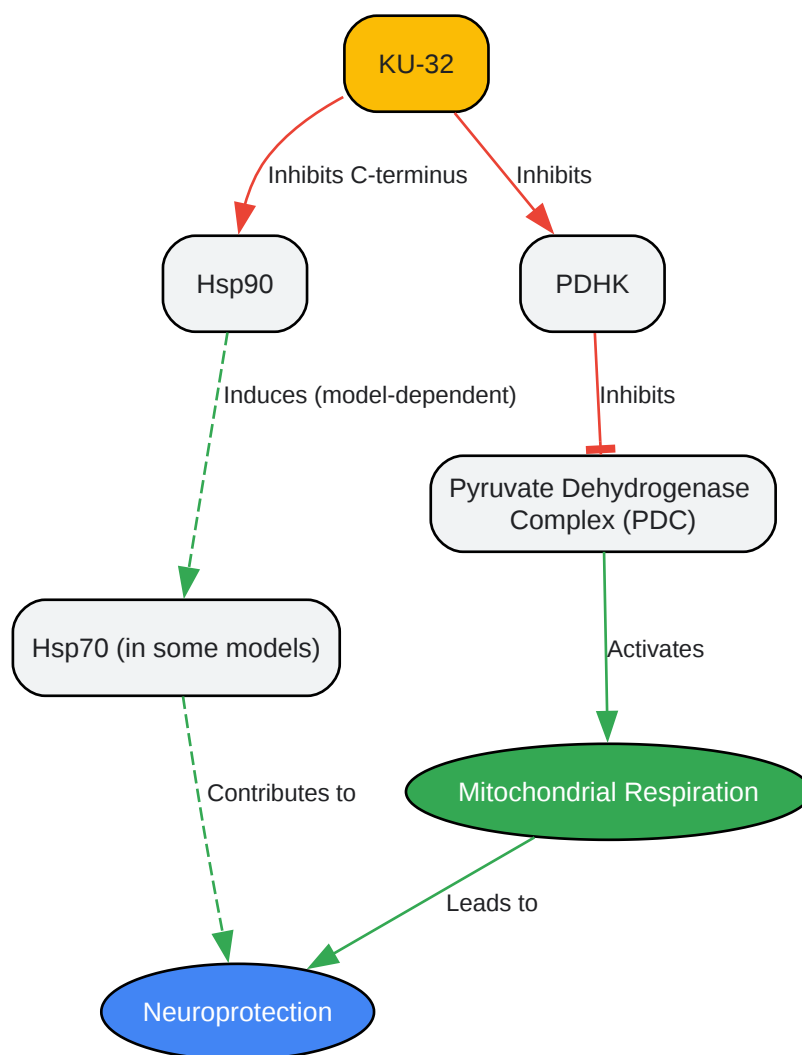 KU-32
Inhibits C-terminus
Inhibits
Hsp90
PDHK
Induces (model-dependent)
Inhibits
Pyruvate Dehydrogenase
Complex (PDC)
Hsp70 (in some models)
Activates
Contributes to
Mitochondrial Respiration
Leads to
Neuroprotection